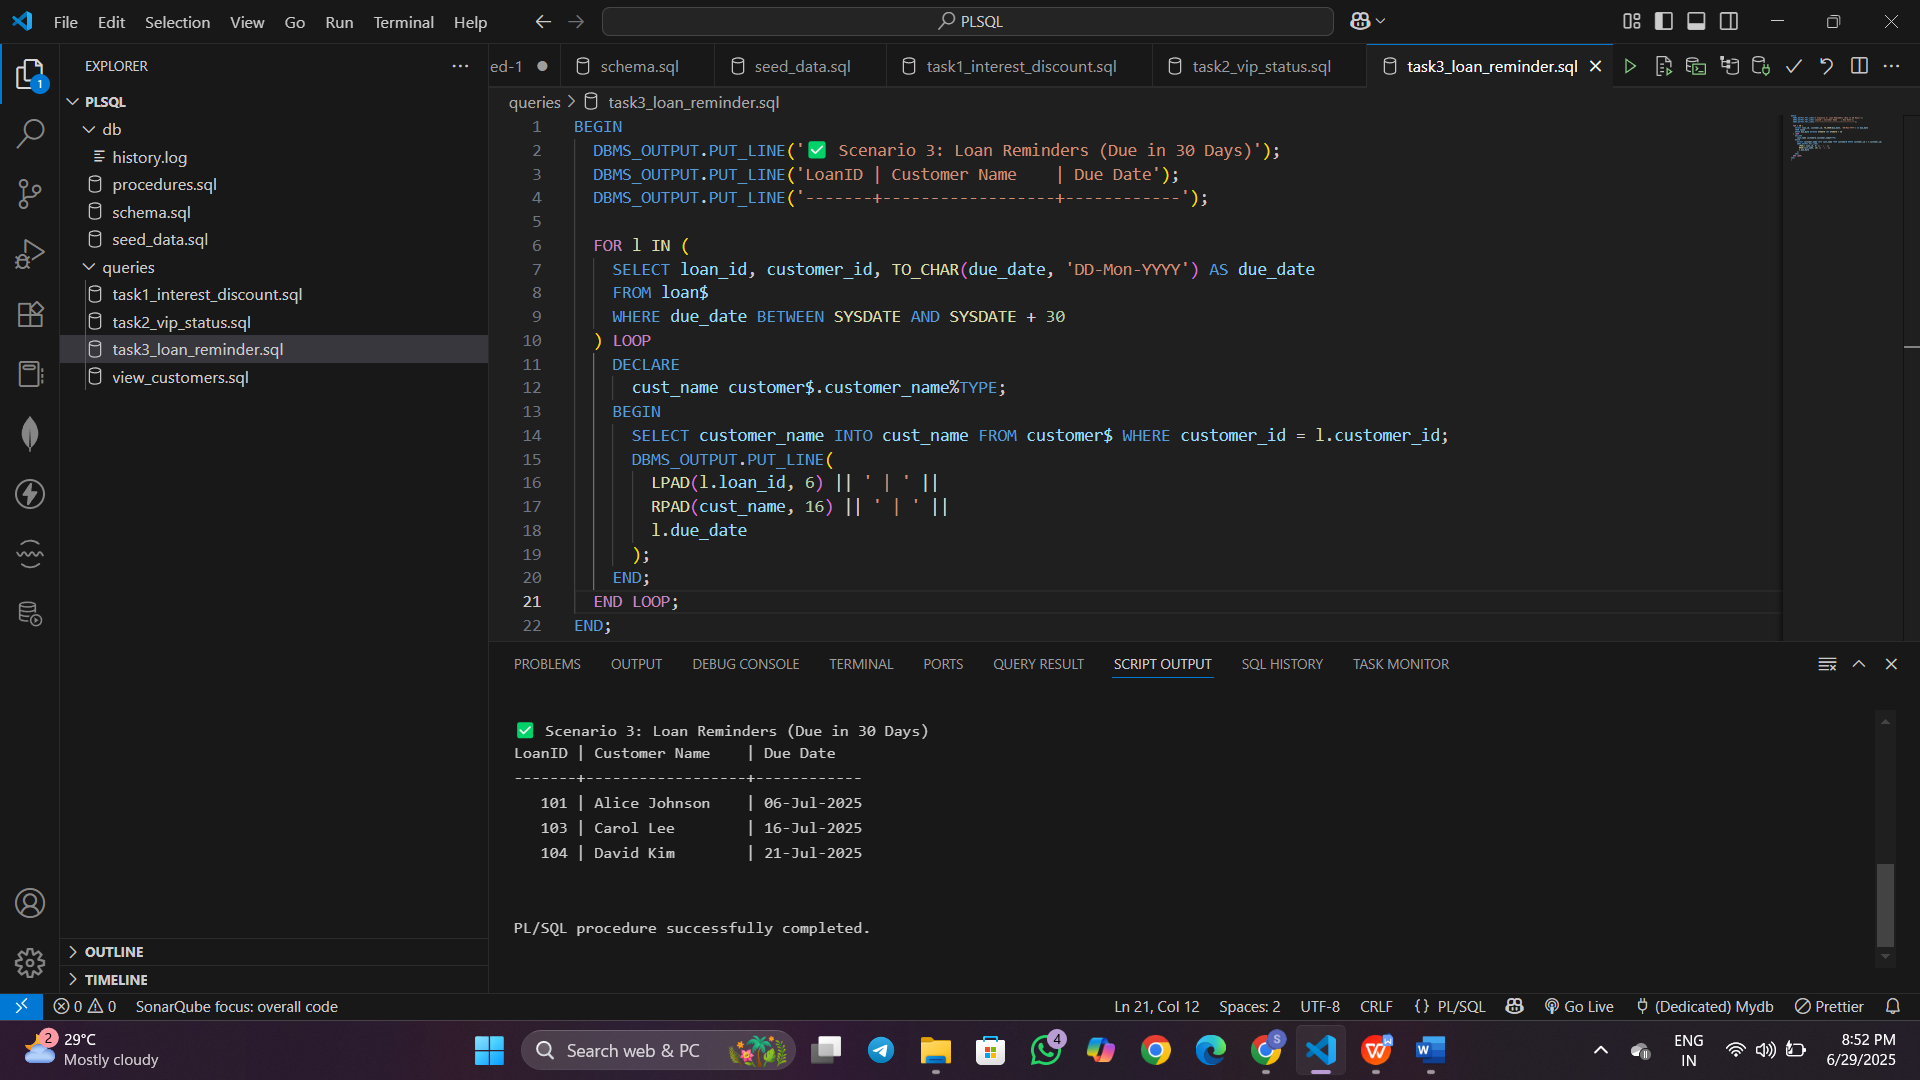 File Edit Selection View Go Run Terminal Help
PLSQL
EXPLORER
PLSQL
db
history.log
procedures.sql
schema.sql
seed_data.sql
queries
task1_interest_discount.sql
task2_vip_status.sql
task3_loan_reminder.sql
view_customers.sql
OUTLINE
TIMELINE
1
ed-1
schema.sql
seed_data.sql
task1_interest_discount.sql
task2_vip_status.sql
task3_loan_reminder.sql
queries > task3_loan_reminder.sql
1 BEGIN
2 DBMS_OUTPUT.PUT_LINE('✅ Scenario 3: Loan Reminders (Due in 30 Days)');
3 DBMS_OUTPUT.PUT_LINE('LoanID | Customer Name    | Due Date');
4 DBMS_OUTPUT.PUT_LINE('-------+------------------+------------');
5
6 FOR l IN (
7 SELECT loan_id, customer_id, TO_CHAR(due_date, 'DD-Mon-YYYY') AS due_date
8 FROM loan$
9 WHERE due_date BETWEEN SYSDATE AND SYSDATE + 30
10 ) LOOP
11 DECLARE
12 cust_name customer$.customer_name%TYPE;
13 BEGIN
14 SELECT customer_name INTO cust_name FROM customer$ WHERE customer_id = l.customer_id;
15 DBMS_OUTPUT.PUT_LINE(
16 LPAD(l.loan_id, 6) || ' | ' ||
17 RPAD(cust_name, 16) || ' | ' ||
18 l.due_date
19 );
20 END;
21 END LOOP;
22 END;
PROBLEMS OUTPUT DEBUG CONSOLE TERMINAL PORTS QUERY RESULT SCRIPT OUTPUT SQL HISTORY TASK MONITOR
✅ Scenario 3: Loan Reminders (Due in 30 Days)
LoanID | Customer Name    | Due Date
-------+------------------+------------
101 | Alice Johnson    | 06-Jul-2025
103 | Carol Lee        | 16-Jul-2025
104 | David Kim        | 21-Jul-2025
PL/SQL procedure successfully completed.
0 0 SonarQube focus: overall code
Ln 21, Col 12 Spaces: 2 UTF-8 CRLF {} PL/SQL Go Live (Dedicated) Mydb Prettier
2
29°C
Mostly cloudy
Search web & PC
4
S
ENG
IN
8:52 PM
6/29/2025